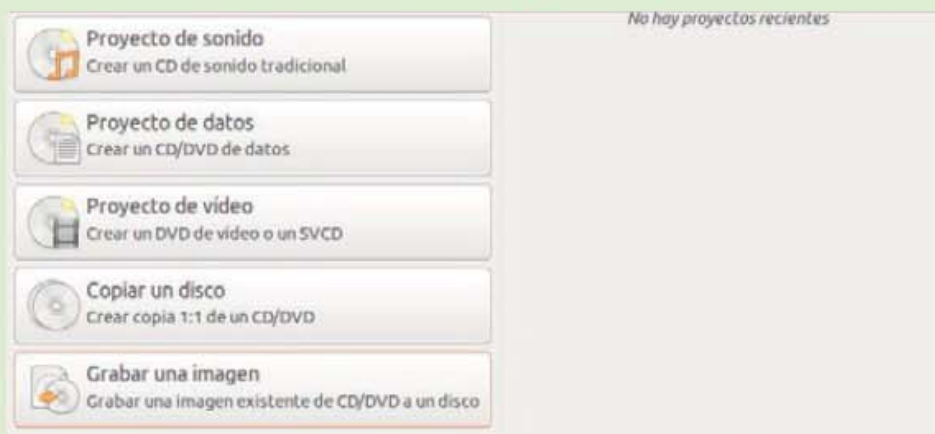 Proyecto de sonido
Crear un CD de sonido tradicional
Proyecto de datos
Crear un CD/DVD de datos
Proyecto de vídeo
Crear un DVD de vídeo o un SVCD
Copiar un disco
Crear copia 1:1 de un CD/DVD
Grabar una imagen
Grabar una imagen existente de CD/DVD a un disco
No hay proyectos recientes